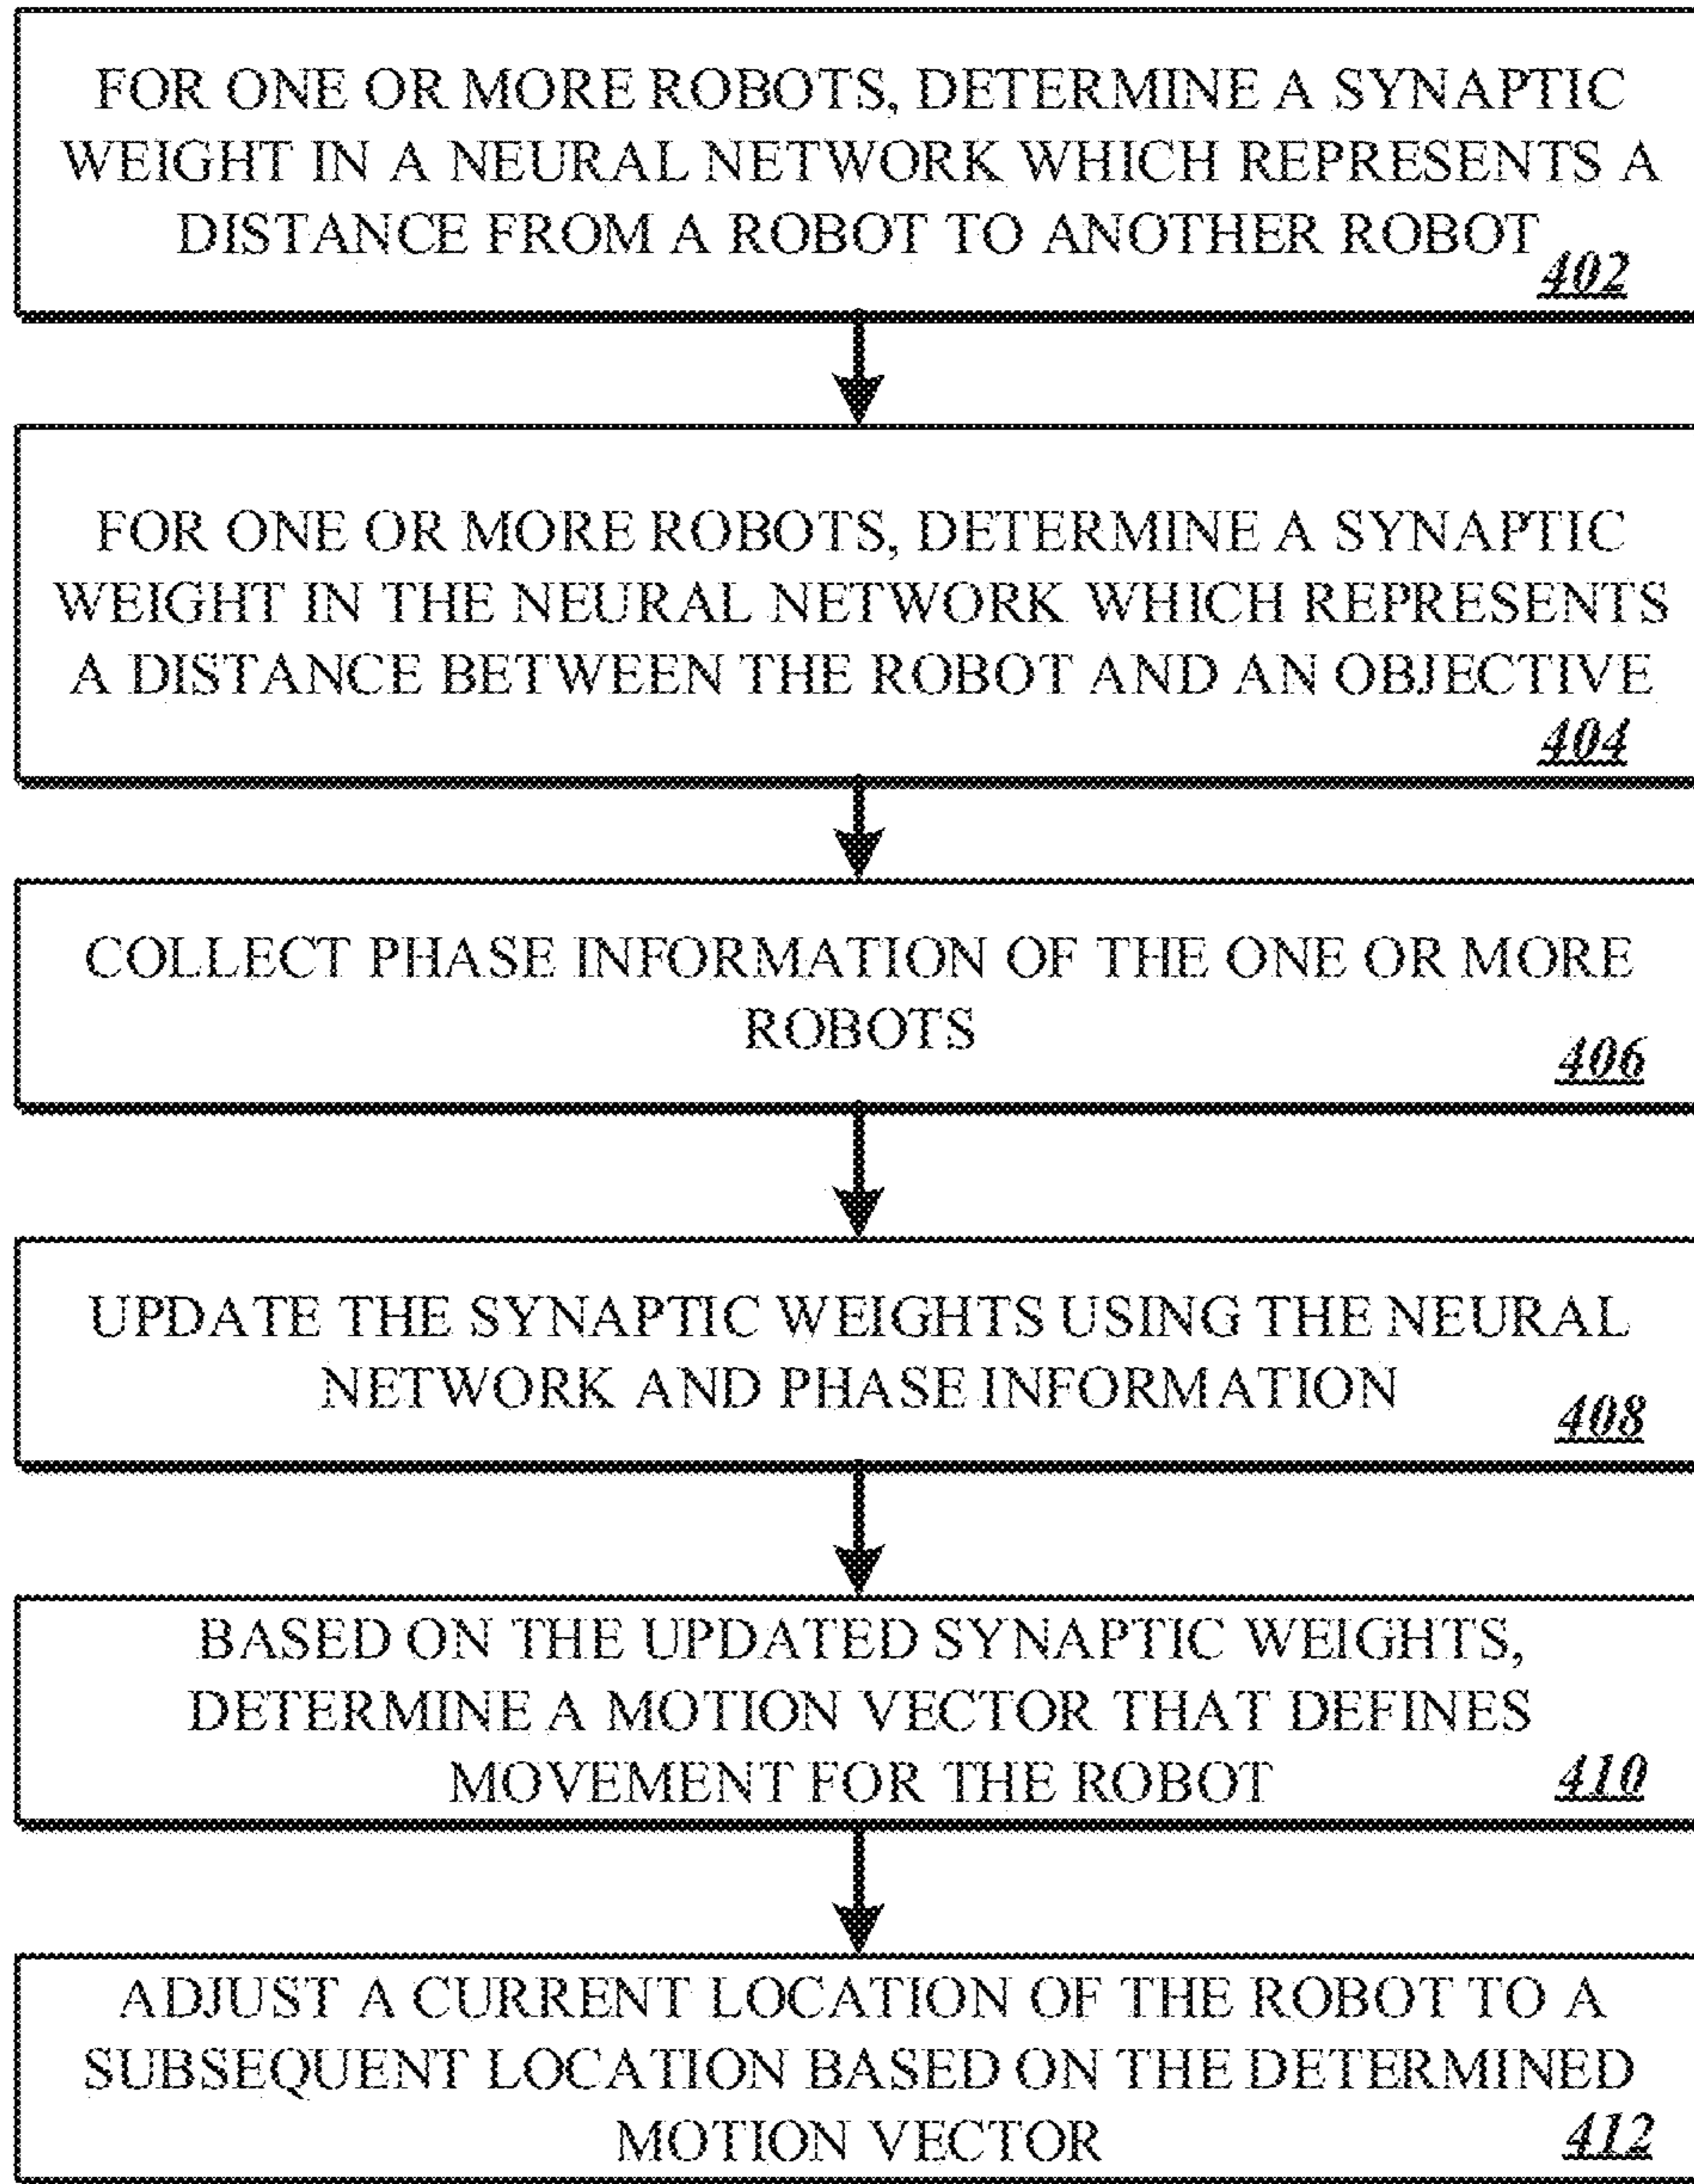 FOR ONE OR MORE ROBOTS, DETERMINE A SYNAPTIC
WEIGHT IN A NEURAL NETWORK WHICH REPRESENTS A
DISTANCE FROM A ROBOT TO ANOTHER ROBOT
402
FOR ONE OR MORE ROBOTS, DETERMINE A SYNAPTIC
WEIGHT IN THE NEURAL NETWORK WHICH REPRESENTS
A DISTANCE BETWEEN THE ROBOT AND AN OBJECTIVE
404
COLLECT PHASE INFORMATION OF THE ONE OR MORE
ROBOTS
406
UPDATE THE SYNAPTIC WEIGHTS USING THE NEURAL
NETWORK AND PHASE INFORMATION
408
BASED ON THE UPDATED SYNAPTIC WEIGHTS,
DETERMINE A MOTION VECTOR THAT DEFINES
MOVEMENT FOR THE ROBOT
410
ADJUST A CURRENT LOCATION OF THE ROBOT TO A
SUBSEQUENT LOCATION BASED ON THE DETERMINED
MOTION VECTOR
412